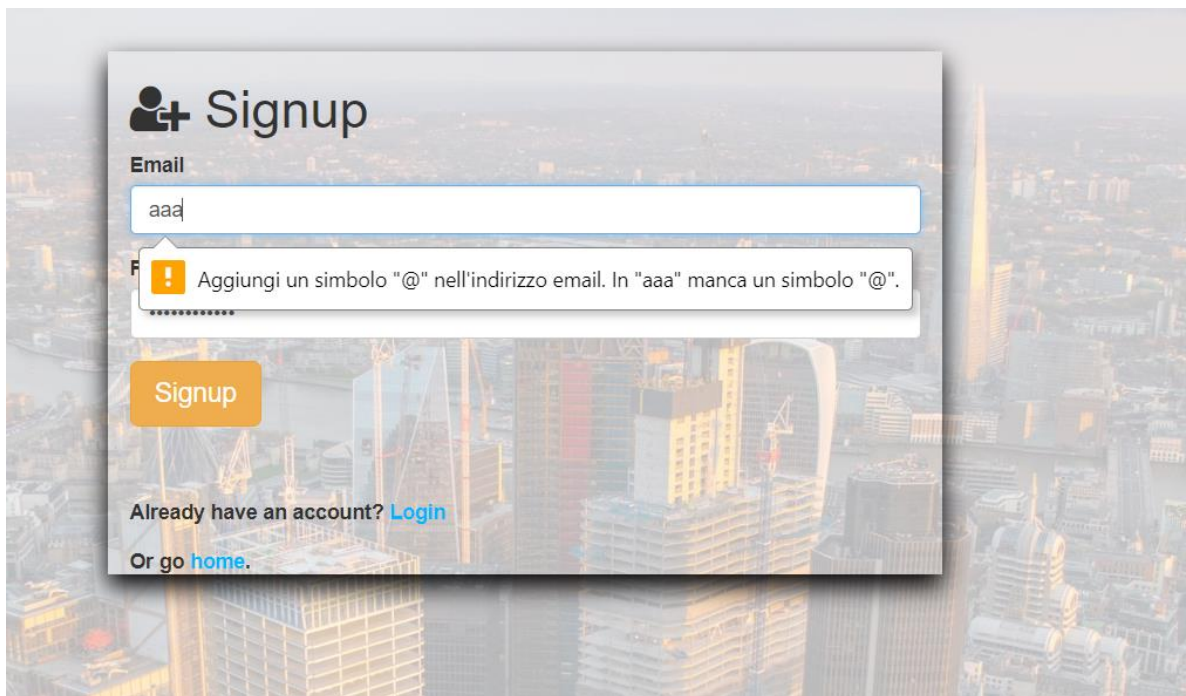 Signup
Email
aaa
Aggiungi un simbolo "@" nell'indirizzo email. In "aaa" manca un simbolo "@".
Signup
Already have an account? Login
Or go home.